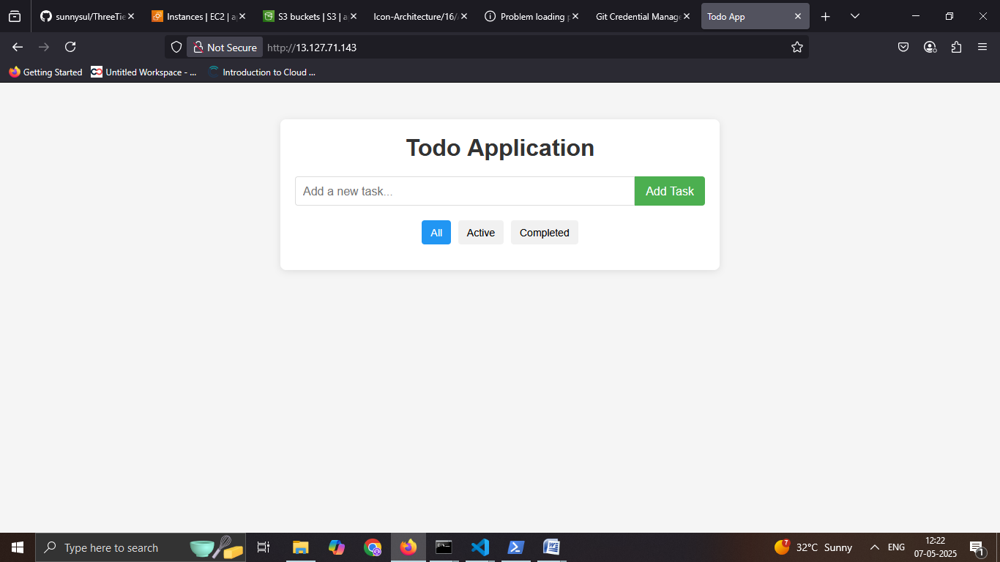 sunnysul/ThreeTie
Instances | EC2 | a
S3 buckets | S3 | a
Icon-Architecture/16/
Problem loading p
Git Credential Manage
Todo App
Not Secure
http://13.127.71.143
Getting Started
Untitled Workspace - ...
Introduction to Cloud ...
Todo Application
Add a new task...
Add Task
All
Active
Completed
Type here to search
7
32°C Sunny
ENG
12:22
07-05-2025
1